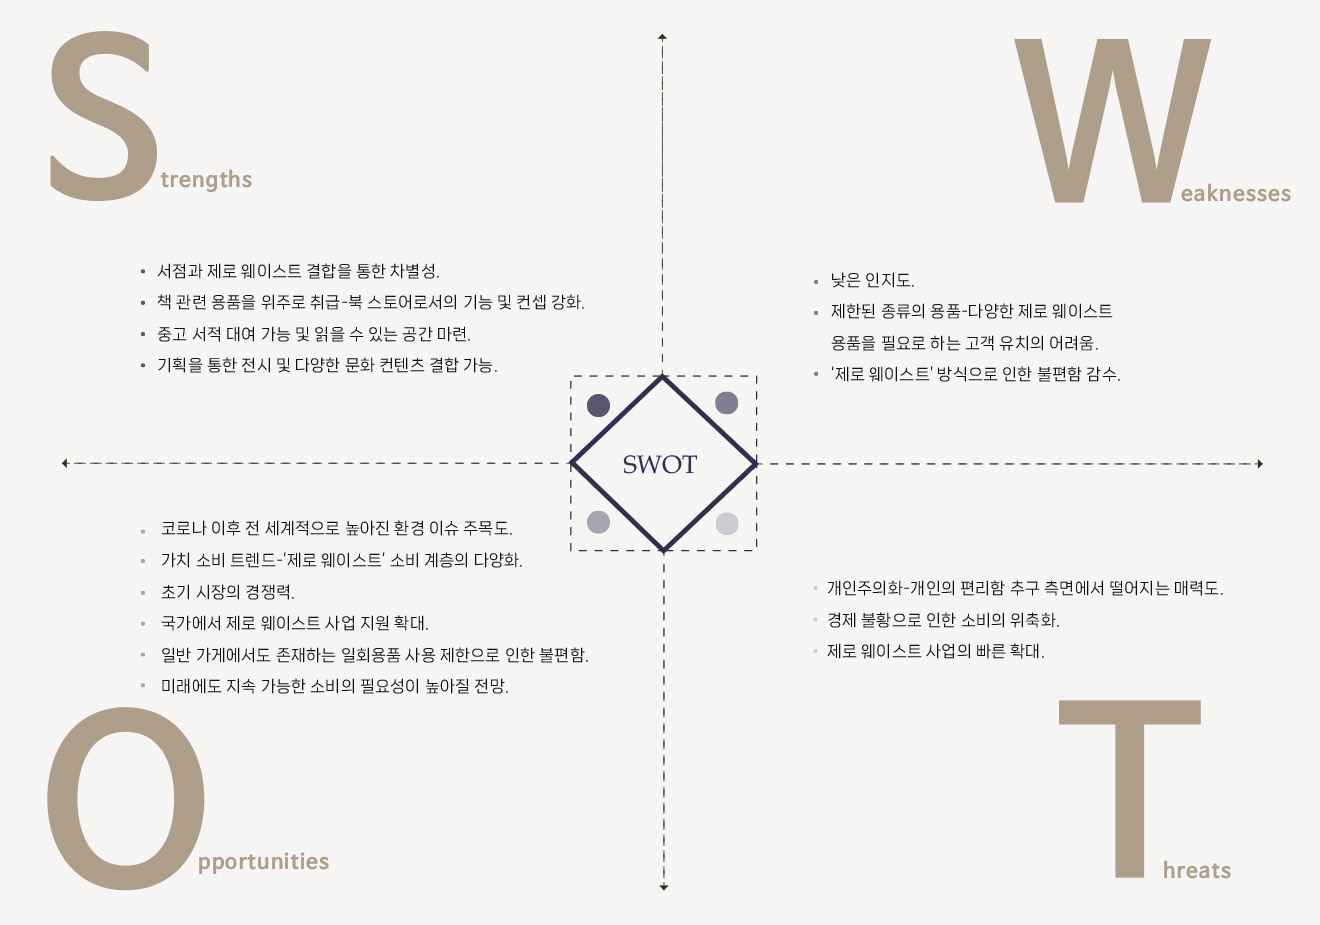 Strengths
• 서점과 제로 웨이스트 결합을 통한 차별성.
• 책 관련 용품을 위주로 취급-북 스토어로서의 기능 및 컨셉 강화.
• 중고 서적 대여 가능 및 읽을 수 있는 공간 마련.
• 기획을 통한 전시 및 다양한 문화 컨텐츠 결합 가능.
Weaknesses
• 낮은 인지도.
• 제한된 종류의 용품-다양한 제로 웨이스트
용품을 필요로 하는 고객 유치의 어려움.
• '제로 웨이스트' 방식으로 인한 불편함 감수.
SWOT
• 코로나 이후 전 세계적으로 높아진 환경 이슈 주목도.
• 가치 소비 트렌드-'제로 웨이스트' 소비 계층의 다양화.
• 초기 시장의 경쟁력.
• 국가에서 제로 웨이스트 사업 지원 확대.
• 일반 가게에서도 존재하는 일회용품 사용 제한으로 인한 불편함.
• 미래에도 지속 가능한 소비의 필요성이 높아질 전망.
Opportunities
• 개인주의화-개인의 편리함 추구 측면에서 떨어지는 매력도.
• 경제 불황으로 인한 소비의 위축화.
• 제로 웨이스트 사업의 빠른 확대.
Threats